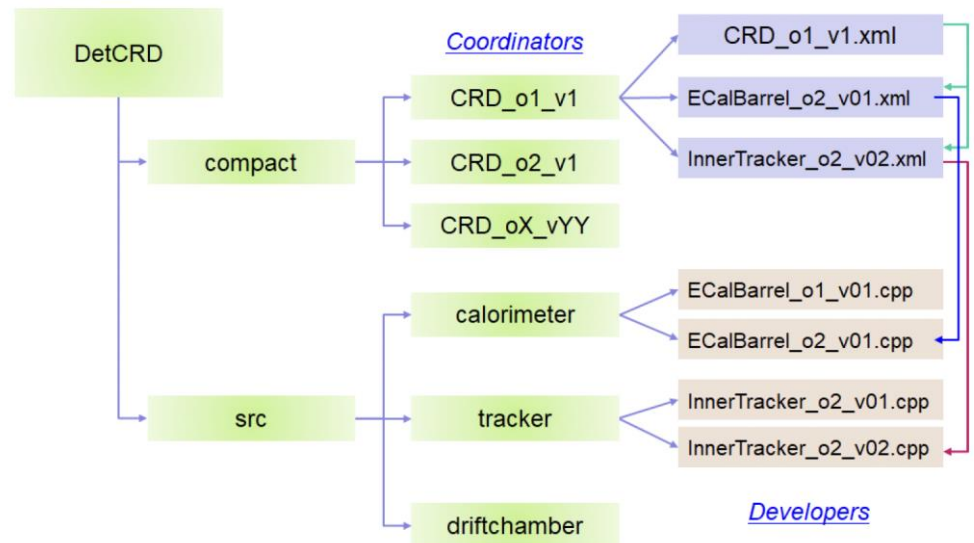 DetCRD
Coordinators
CRD_o1_v1.xml
CRD_o1_v1
ECalBarrel_o2_v01.xml
compact
CRD_o2_v1
InnerTracker_o2_v02.xml
CRD_oX_vYY
calorimeter
ECalBarrel_o1_v01.cpp
ECalBarrel_o2_v01.cpp
src
tracker
InnerTracker_o2_v01.cpp
InnerTracker_o2_v02.cpp
driftchamber
Developers